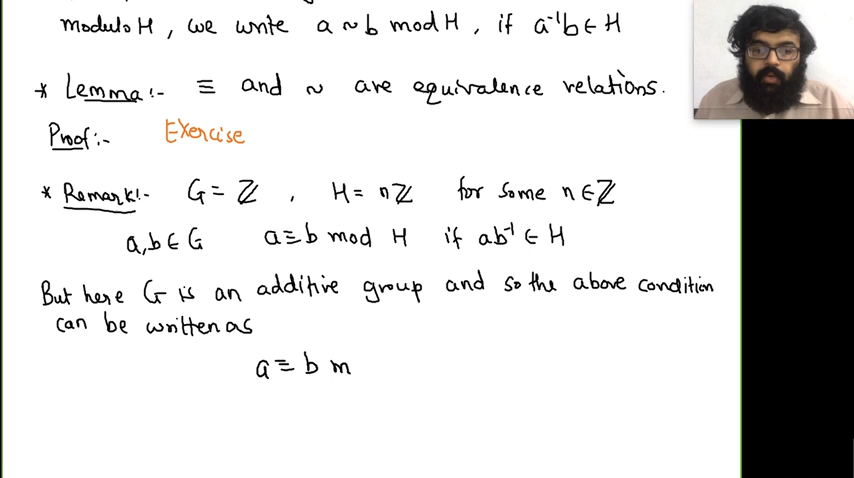 modulo H, we write a ~ b mod H, if a⁻¹b ∈ H
* Lemma:- ≡ and ~ are equivalence relations.
Proof:- Exercise
* Remark:- G = ℤ, H = nℤ for some n ∈ ℤ
a, b ∈ G a ≡ b mod H if ab⁻¹ ∈ H
But here G is an additive group and so the above condition
can be written as
a ≡ b m